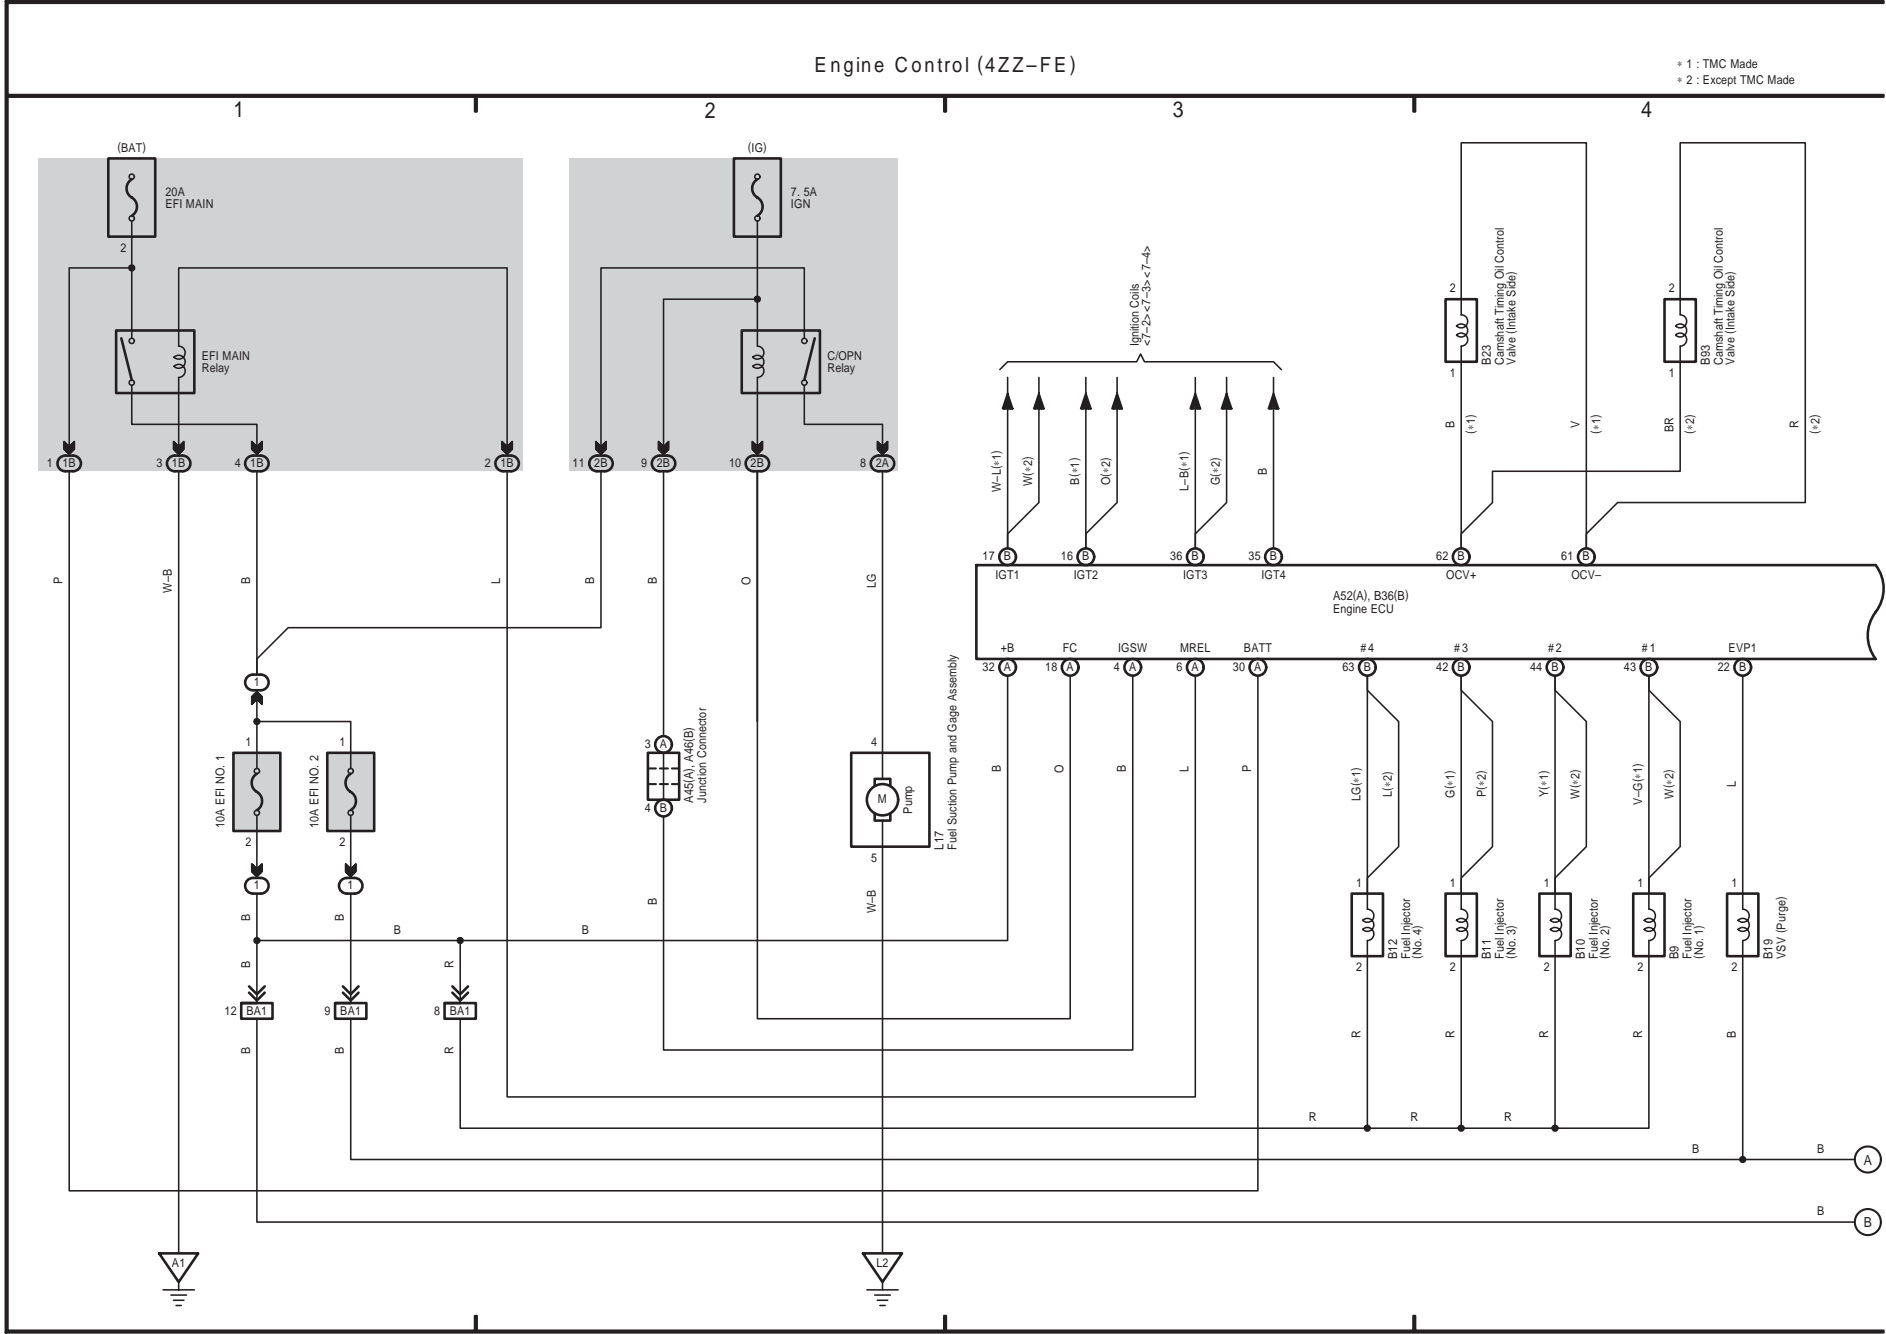 Engine Control (4ZZ–FE)
∗ 1 : TMC Made
∗ 2 : Except TMC Made
1
2
3
4
(BAT)
20A
EFI MAIN
2
EFI MAIN
Relay
(IG)
7. 5A
IGN
C/OPN
Relay
1 1B
3 1B
4 1B
2 1B
11 2B
9 2B
10 2B
8 2A
P
W–B
B
L
B
B
O
LG
Ignition Coils
<7–2> <7–3> <7–4>
W–L(∗1)
W(∗2)
B(∗1)
O(∗2)
L–B(∗1)
G(∗2)
B
2
B23
Camshaft Timing Oil Control
Valve (Intake Side)
1
B
(∗1)
V
(∗1)
2
B93
Camshaft Timing Oil Control
Valve (Intake Side)
1
BR
(∗2)
R
(∗2)
17 B
16 B
36 B
35 B
62 B
61 B
IGT1
IGT2
IGT3
IGT4
OCV+
OCV–
A52(A), B36(B)
Engine ECU
+B
FC
IGSW
MREL
BATT
#4
#3
#2
#1
EVP1
32 A
18 A
4 A
6 A
30 A
63 B
42 B
44 B
43 B
22 B
1
1
10A EFI NO. 1
2
1
1
10A EFI NO. 2
2
1
3 A
4 B
A45(A), A46(B)
Junction Connector
4
M
Pump
5
L17
Fuel Suction Pump and Gage Assembly
B
O
B
L
P
LG(∗1)
L(∗2)
G(∗1)
P(∗2)
Y(∗1)
W(∗2)
V–G(∗1)
W(∗2)
L
B
B
B
W–B
B
B
B
R
12 BA1
9 BA1
8 BA1
B
B
R
1
B12
Fuel Injector
(No. 4)
2
1
B11
Fuel Injector
(No. 3)
2
1
B10
Fuel Injector
(No. 2)
2
1
B9
Fuel Injector
(No. 1)
2
1
B19
VSV (Purge)
2
R
R
R
R
B
R
R
R
B
B
A
B
B
A1
L2